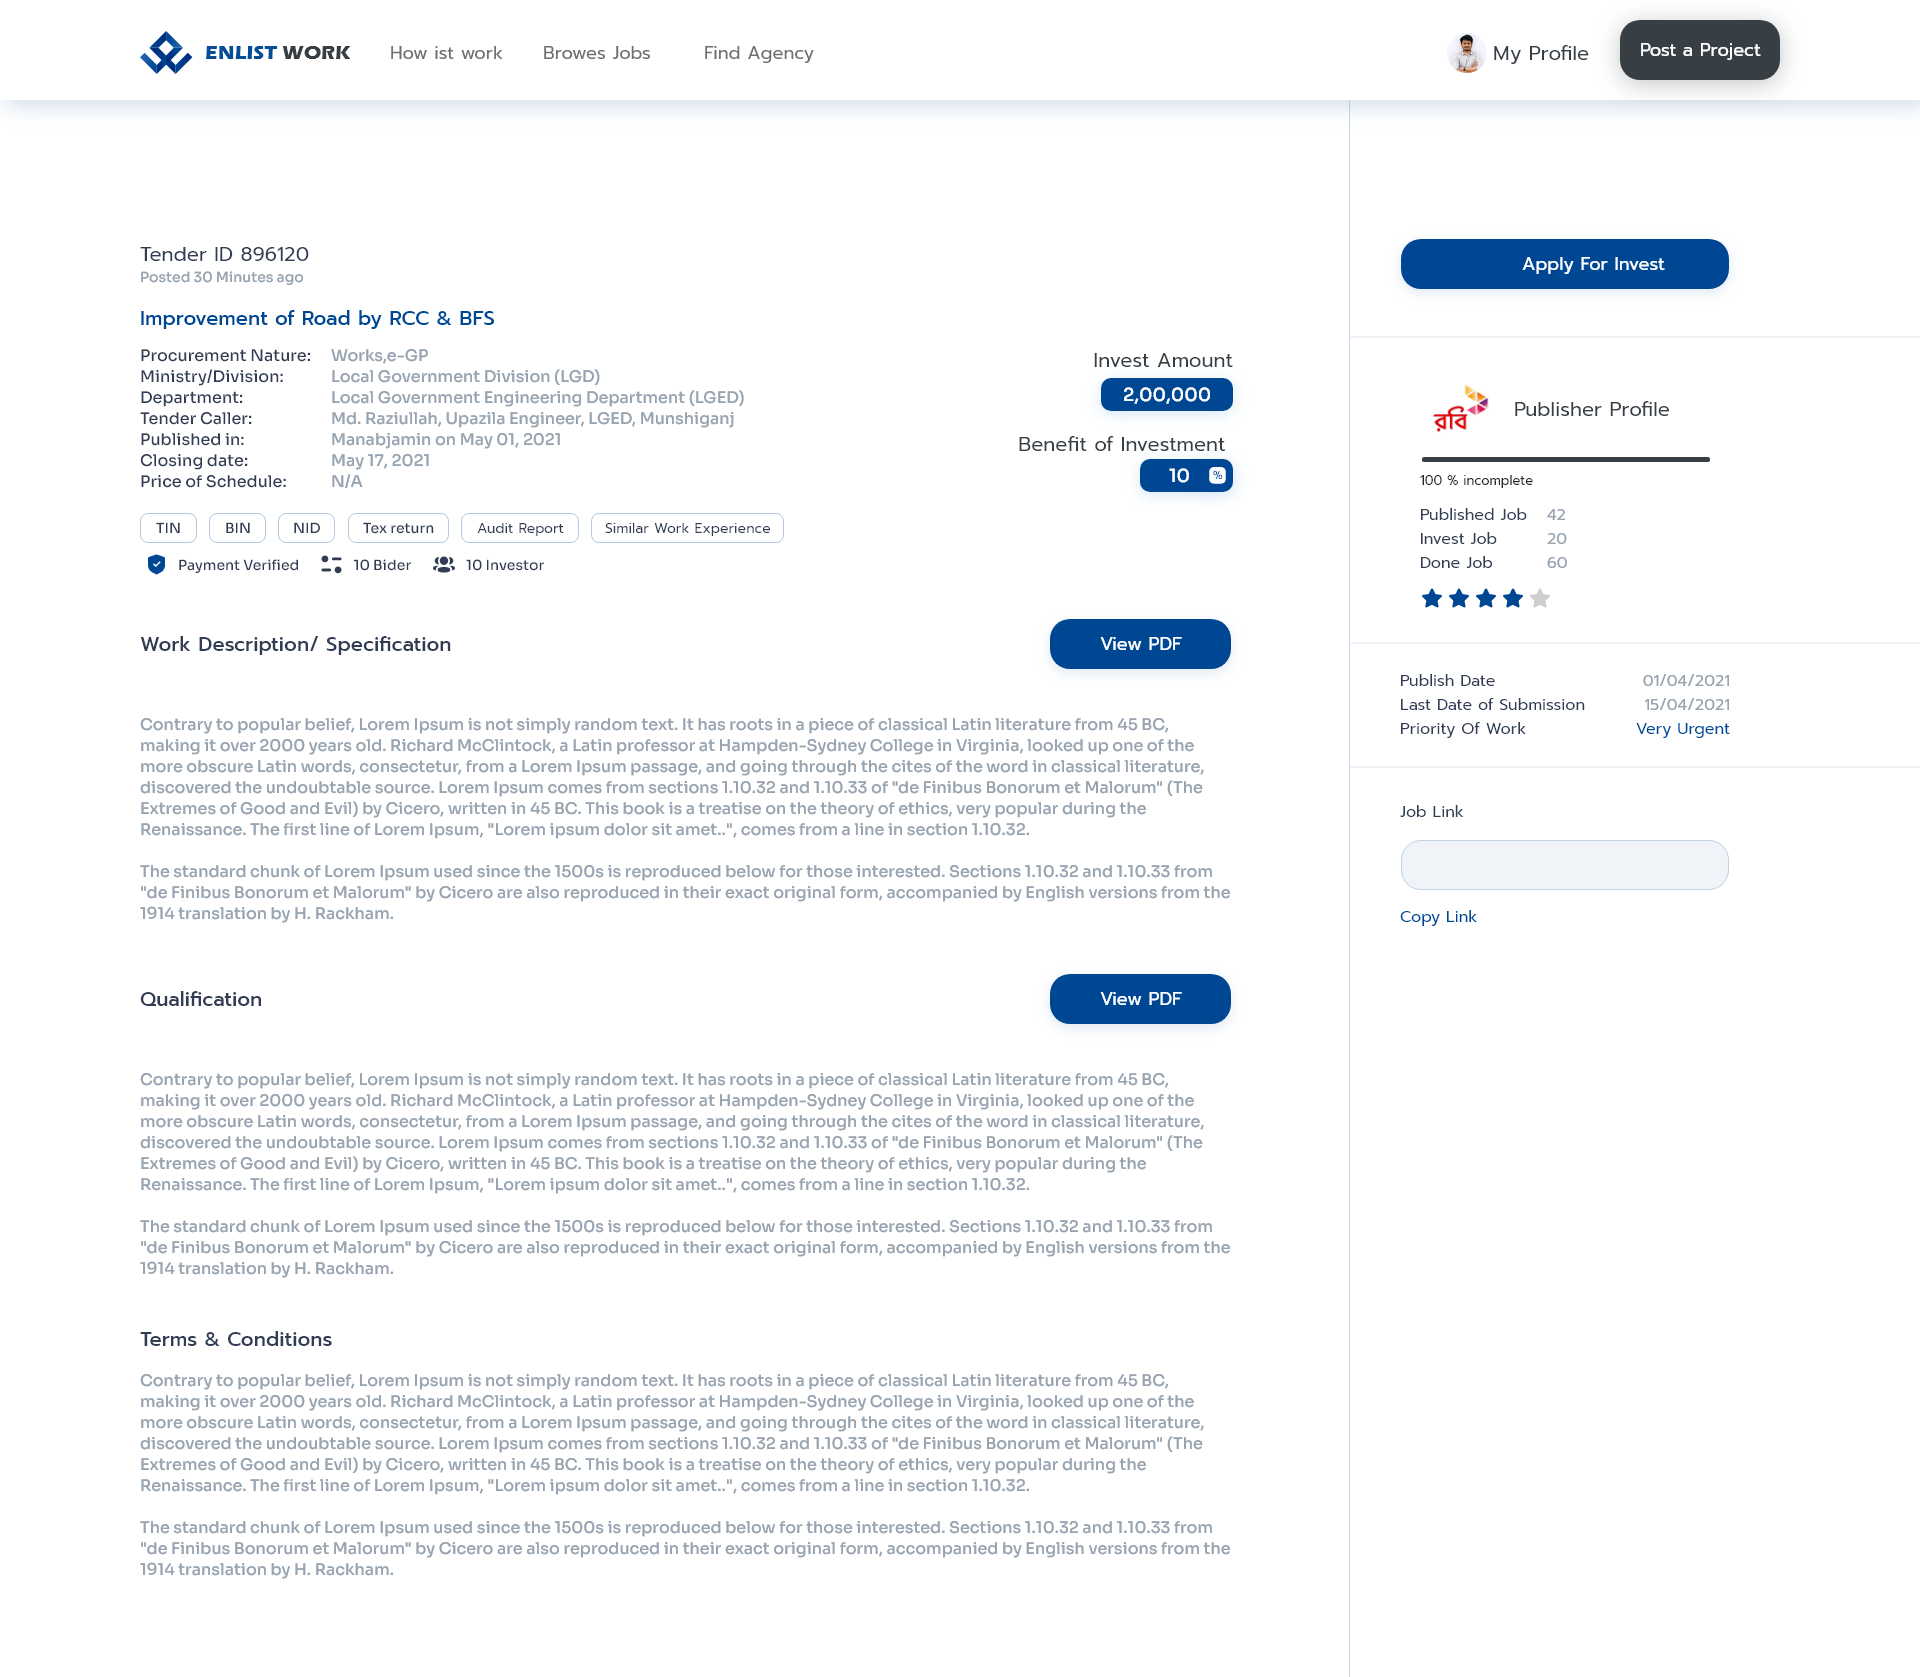 ENLIST WORK
How ist work
Browes Jobs
Find Agency
My Profile
Post a Project
Tender ID 896120
Posted 30 Minutes ago
Improvement of Road by RCC & BFS
Procurement Nature: Works,e-GP
Ministry/Division: Local Government Division (LGD)
Department: Local Government Engineering Department (LGED)
Tender Caller: Md. Raziullah, Upazila Engineer, LGED, Munshiganj
Published in: Manabjamin on May 01, 2021
Closing date: May 17, 2021
Price of Schedule: N/A
Invest Amount
2,00,000
Benefit of Investment
10 %
TIN
BIN
NID
Tex return
Audit Report
Similar Work Experience
Payment Verified
10 Bider
10 Investor
Work Description/ Specification
View PDF
Contrary to popular belief, Lorem Ipsum is not simply random text. It has roots in a piece of classical Latin literature from 45 BC,
making it over 2000 years old. Richard McClintock, a Latin professor at Hampden-Sydney College in Virginia, looked up one of the
more obscure Latin words, consectetur, from a Lorem Ipsum passage, and going through the cites of the word in classical literature,
discovered the undoubtable source. Lorem Ipsum comes from sections 1.10.32 and 1.10.33 of "de Finibus Bonorum et Malorum" (The
Extremes of Good and Evil) by Cicero, written in 45 BC. This book is a treatise on the theory of ethics, very popular during the
Renaissance. The first line of Lorem Ipsum, "Lorem ipsum dolor sit amet..", comes from a line in section 1.10.32.
The standard chunk of Lorem Ipsum used since the 1500s is reproduced below for those interested. Sections 1.10.32 and 1.10.33 from
"de Finibus Bonorum et Malorum" by Cicero are also reproduced in their exact original form, accompanied by English versions from the
1914 translation by H. Rackham.
Qualification
View PDF
Contrary to popular belief, Lorem Ipsum is not simply random text. It has roots in a piece of classical Latin literature from 45 BC,
making it over 2000 years old. Richard McClintock, a Latin professor at Hampden-Sydney College in Virginia, looked up one of the
more obscure Latin words, consectetur, from a Lorem Ipsum passage, and going through the cites of the word in classical literature,
discovered the undoubtable source. Lorem Ipsum comes from sections 1.10.32 and 1.10.33 of "de Finibus Bonorum et Malorum" (The
Extremes of Good and Evil) by Cicero, written in 45 BC. This book is a treatise on the theory of ethics, very popular during the
Renaissance. The first line of Lorem Ipsum, "Lorem ipsum dolor sit amet..", comes from a line in section 1.10.32.
The standard chunk of Lorem Ipsum used since the 1500s is reproduced below for those interested. Sections 1.10.32 and 1.10.33 from
"de Finibus Bonorum et Malorum" by Cicero are also reproduced in their exact original form, accompanied by English versions from the
1914 translation by H. Rackham.
Terms & Conditions
Contrary to popular belief, Lorem Ipsum is not simply random text. It has roots in a piece of classical Latin literature from 45 BC,
making it over 2000 years old. Richard McClintock, a Latin professor at Hampden-Sydney College in Virginia, looked up one of the
more obscure Latin words, consectetur, from a Lorem Ipsum passage, and going through the cites of the word in classical literature,
discovered the undoubtable source. Lorem Ipsum comes from sections 1.10.32 and 1.10.33 of "de Finibus Bonorum et Malorum" (The
Extremes of Good and Evil) by Cicero, written in 45 BC. This book is a treatise on the theory of ethics, very popular during the
Renaissance. The first line of Lorem Ipsum, "Lorem ipsum dolor sit amet..", comes from a line in section 1.10.32.
The standard chunk of Lorem Ipsum used since the 1500s is reproduced below for those interested. Sections 1.10.32 and 1.10.33 from
"de Finibus Bonorum et Malorum" by Cicero are also reproduced in their exact original form, accompanied by English versions from the
1914 translation by H. Rackham.
Apply For Invest
রবি
Publisher Profile
100 % incomplete
Published Job 42
Invest Job 20
Done Job 60
Publish Date 01/04/2021
Last Date of Submission 15/04/2021
Priority Of Work Very Urgent
Job Link
Copy Link